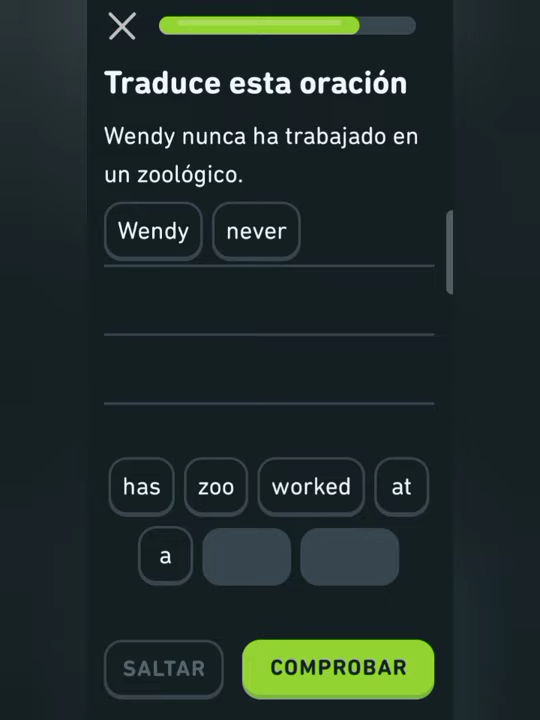 Traduce esta oración
Wendy nunca ha trabajado en
un zoológico.
Wendy never
has zoo worked at
a
SALTAR COMPROBAR